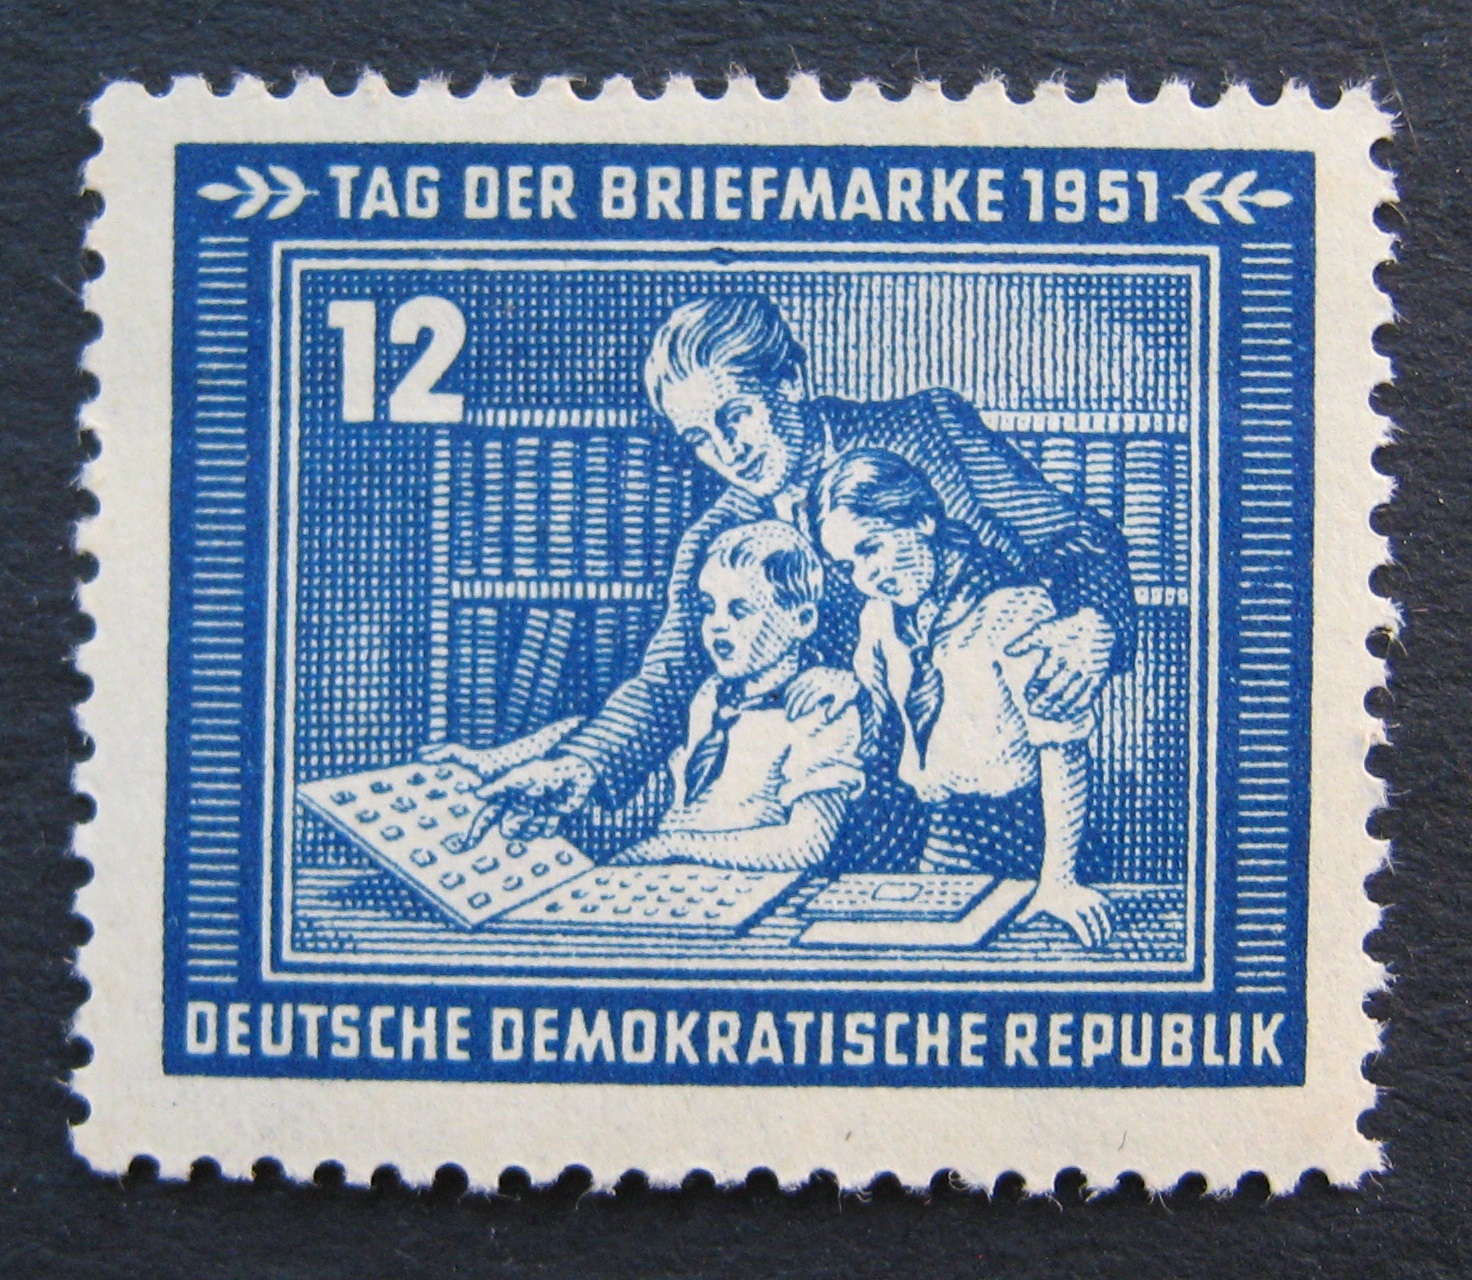 TAG DER BRIEFMARKE 1951
12
DEUTSCHE DEMOKRATISCHE REPUBLIK